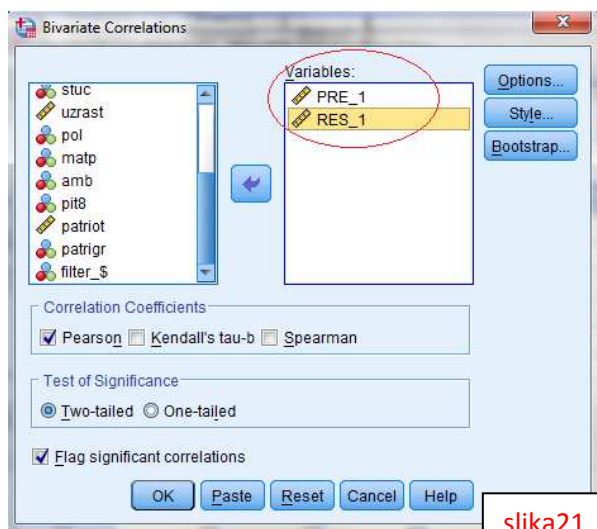 Bivariate Correlations
stuc
uzrast
pol
matp
amb
pit8
patriot
patrigr
filter_$
Variables:
PRE_1
RES_1
Options...
Style...
Bootstrap...
Correlation Coefficients
Pearson Kendall's tau-b Spearman
Test of Significance
Two-tailed One-tailed
Flag significant correlations
OK Paste Reset Cancel Help
slika21